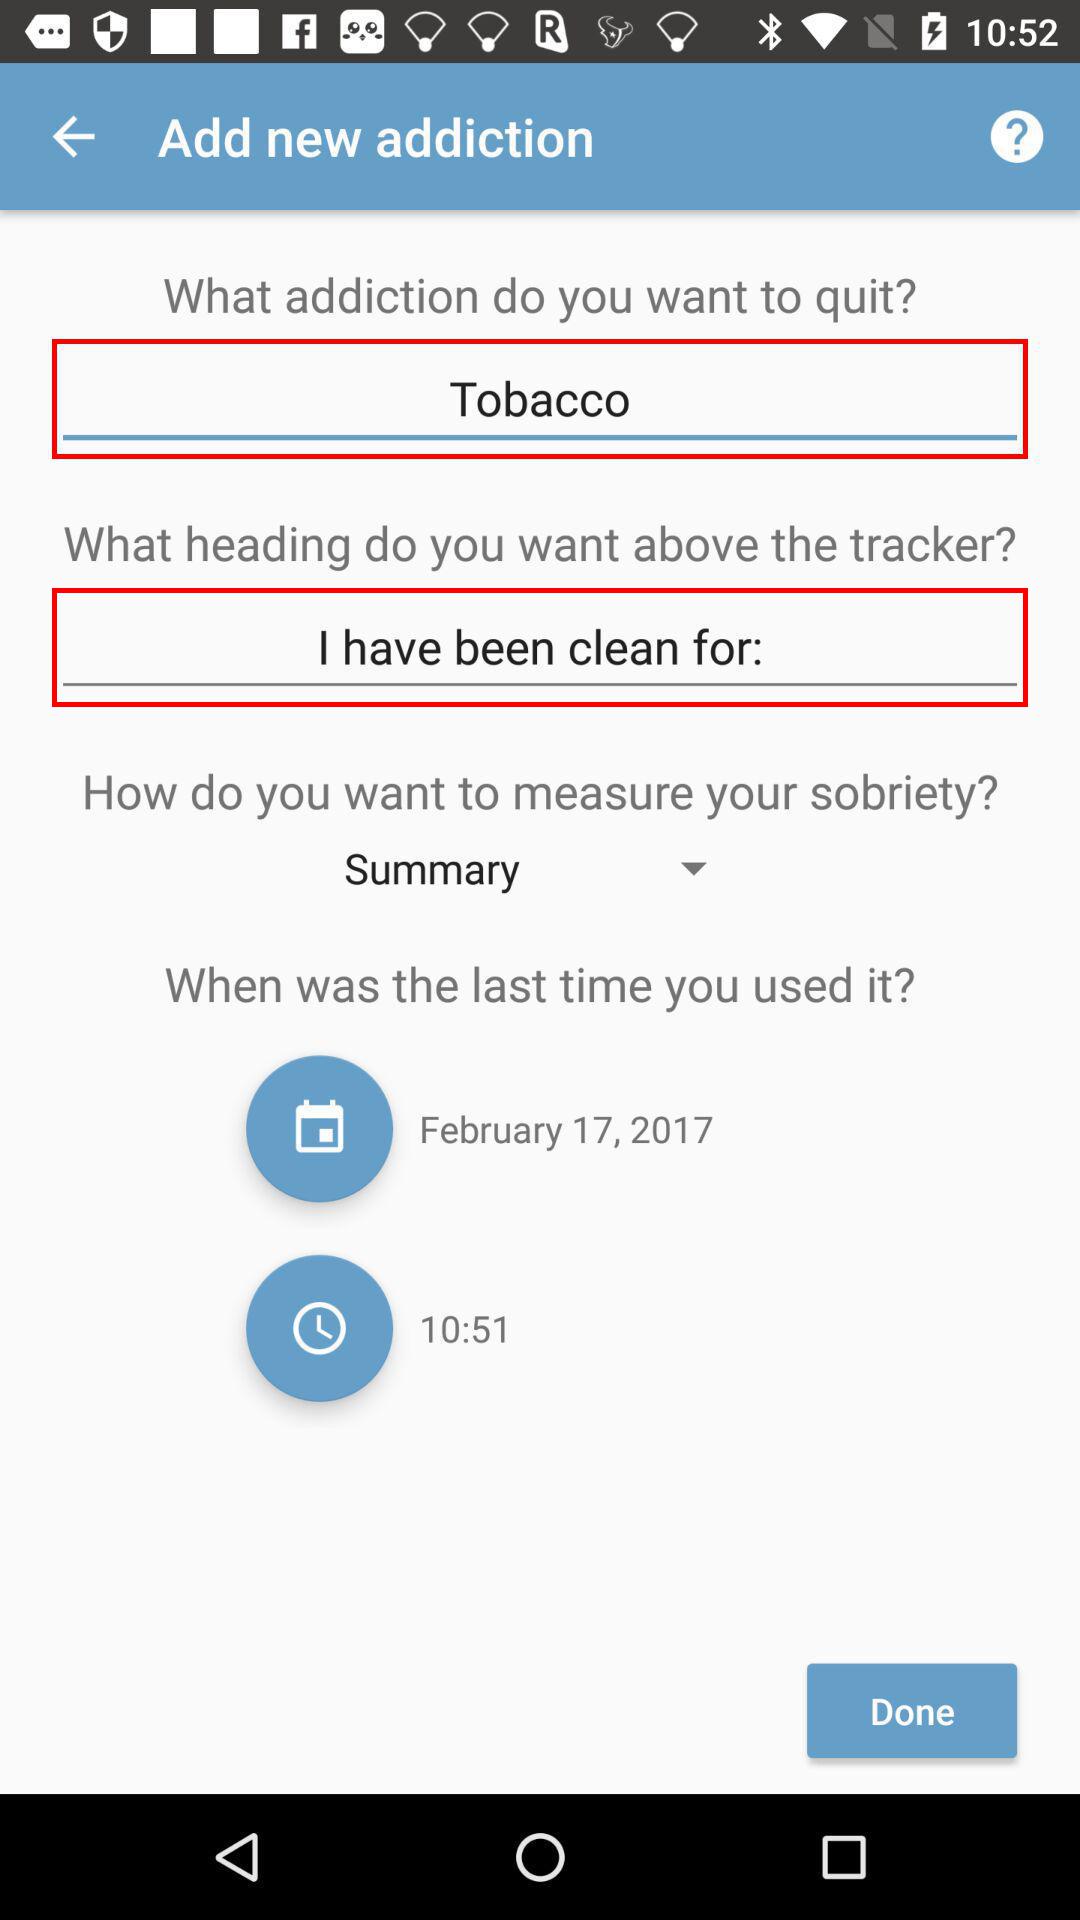 10:52
Add new addiction
What addiction do you want to quit?
Tobacco
What heading do you want above the tracker?
I have been clean for:
How do you want to measure your sobriety?
Summary
When was the last time you used it?
February 17, 2017
10:51
Done